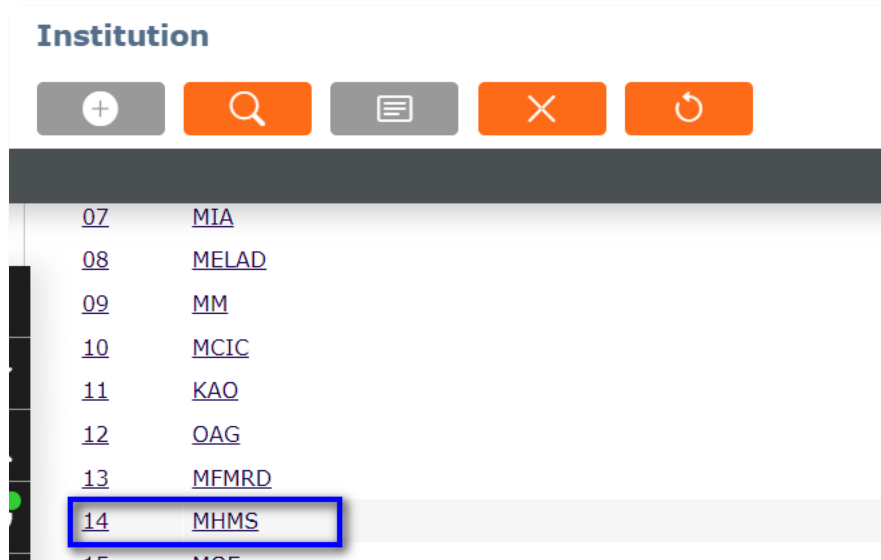 Institution
07 MIA
08 MELAD
09 MM
10 MCIC
11 KAO
12 OAG
13 MFMRD
14 MHMS